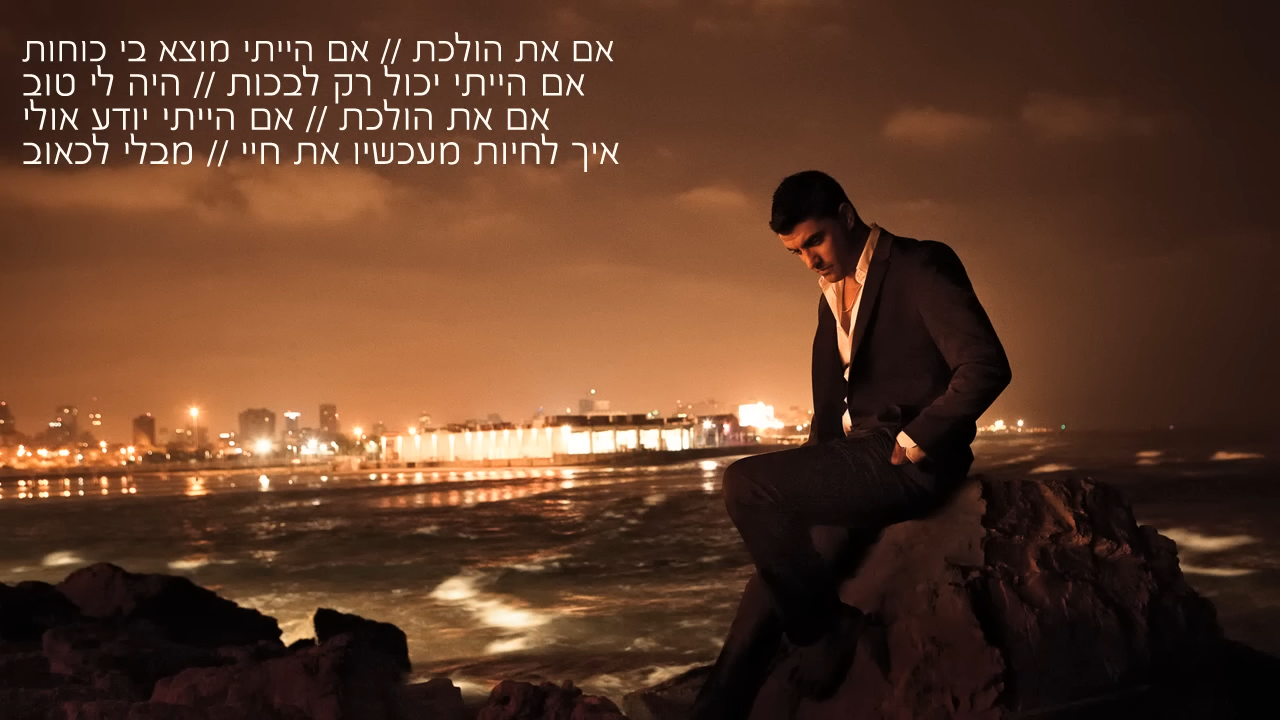 אם את הולכת // אם הייתי מוצא בי כוחות
אם הייתי יכול רק לבכות // היה לי טוב
אם את הולכת // אם הייתי יודע אולי
איך לחיות מעכשיו את חיי // מבלי לכאוב